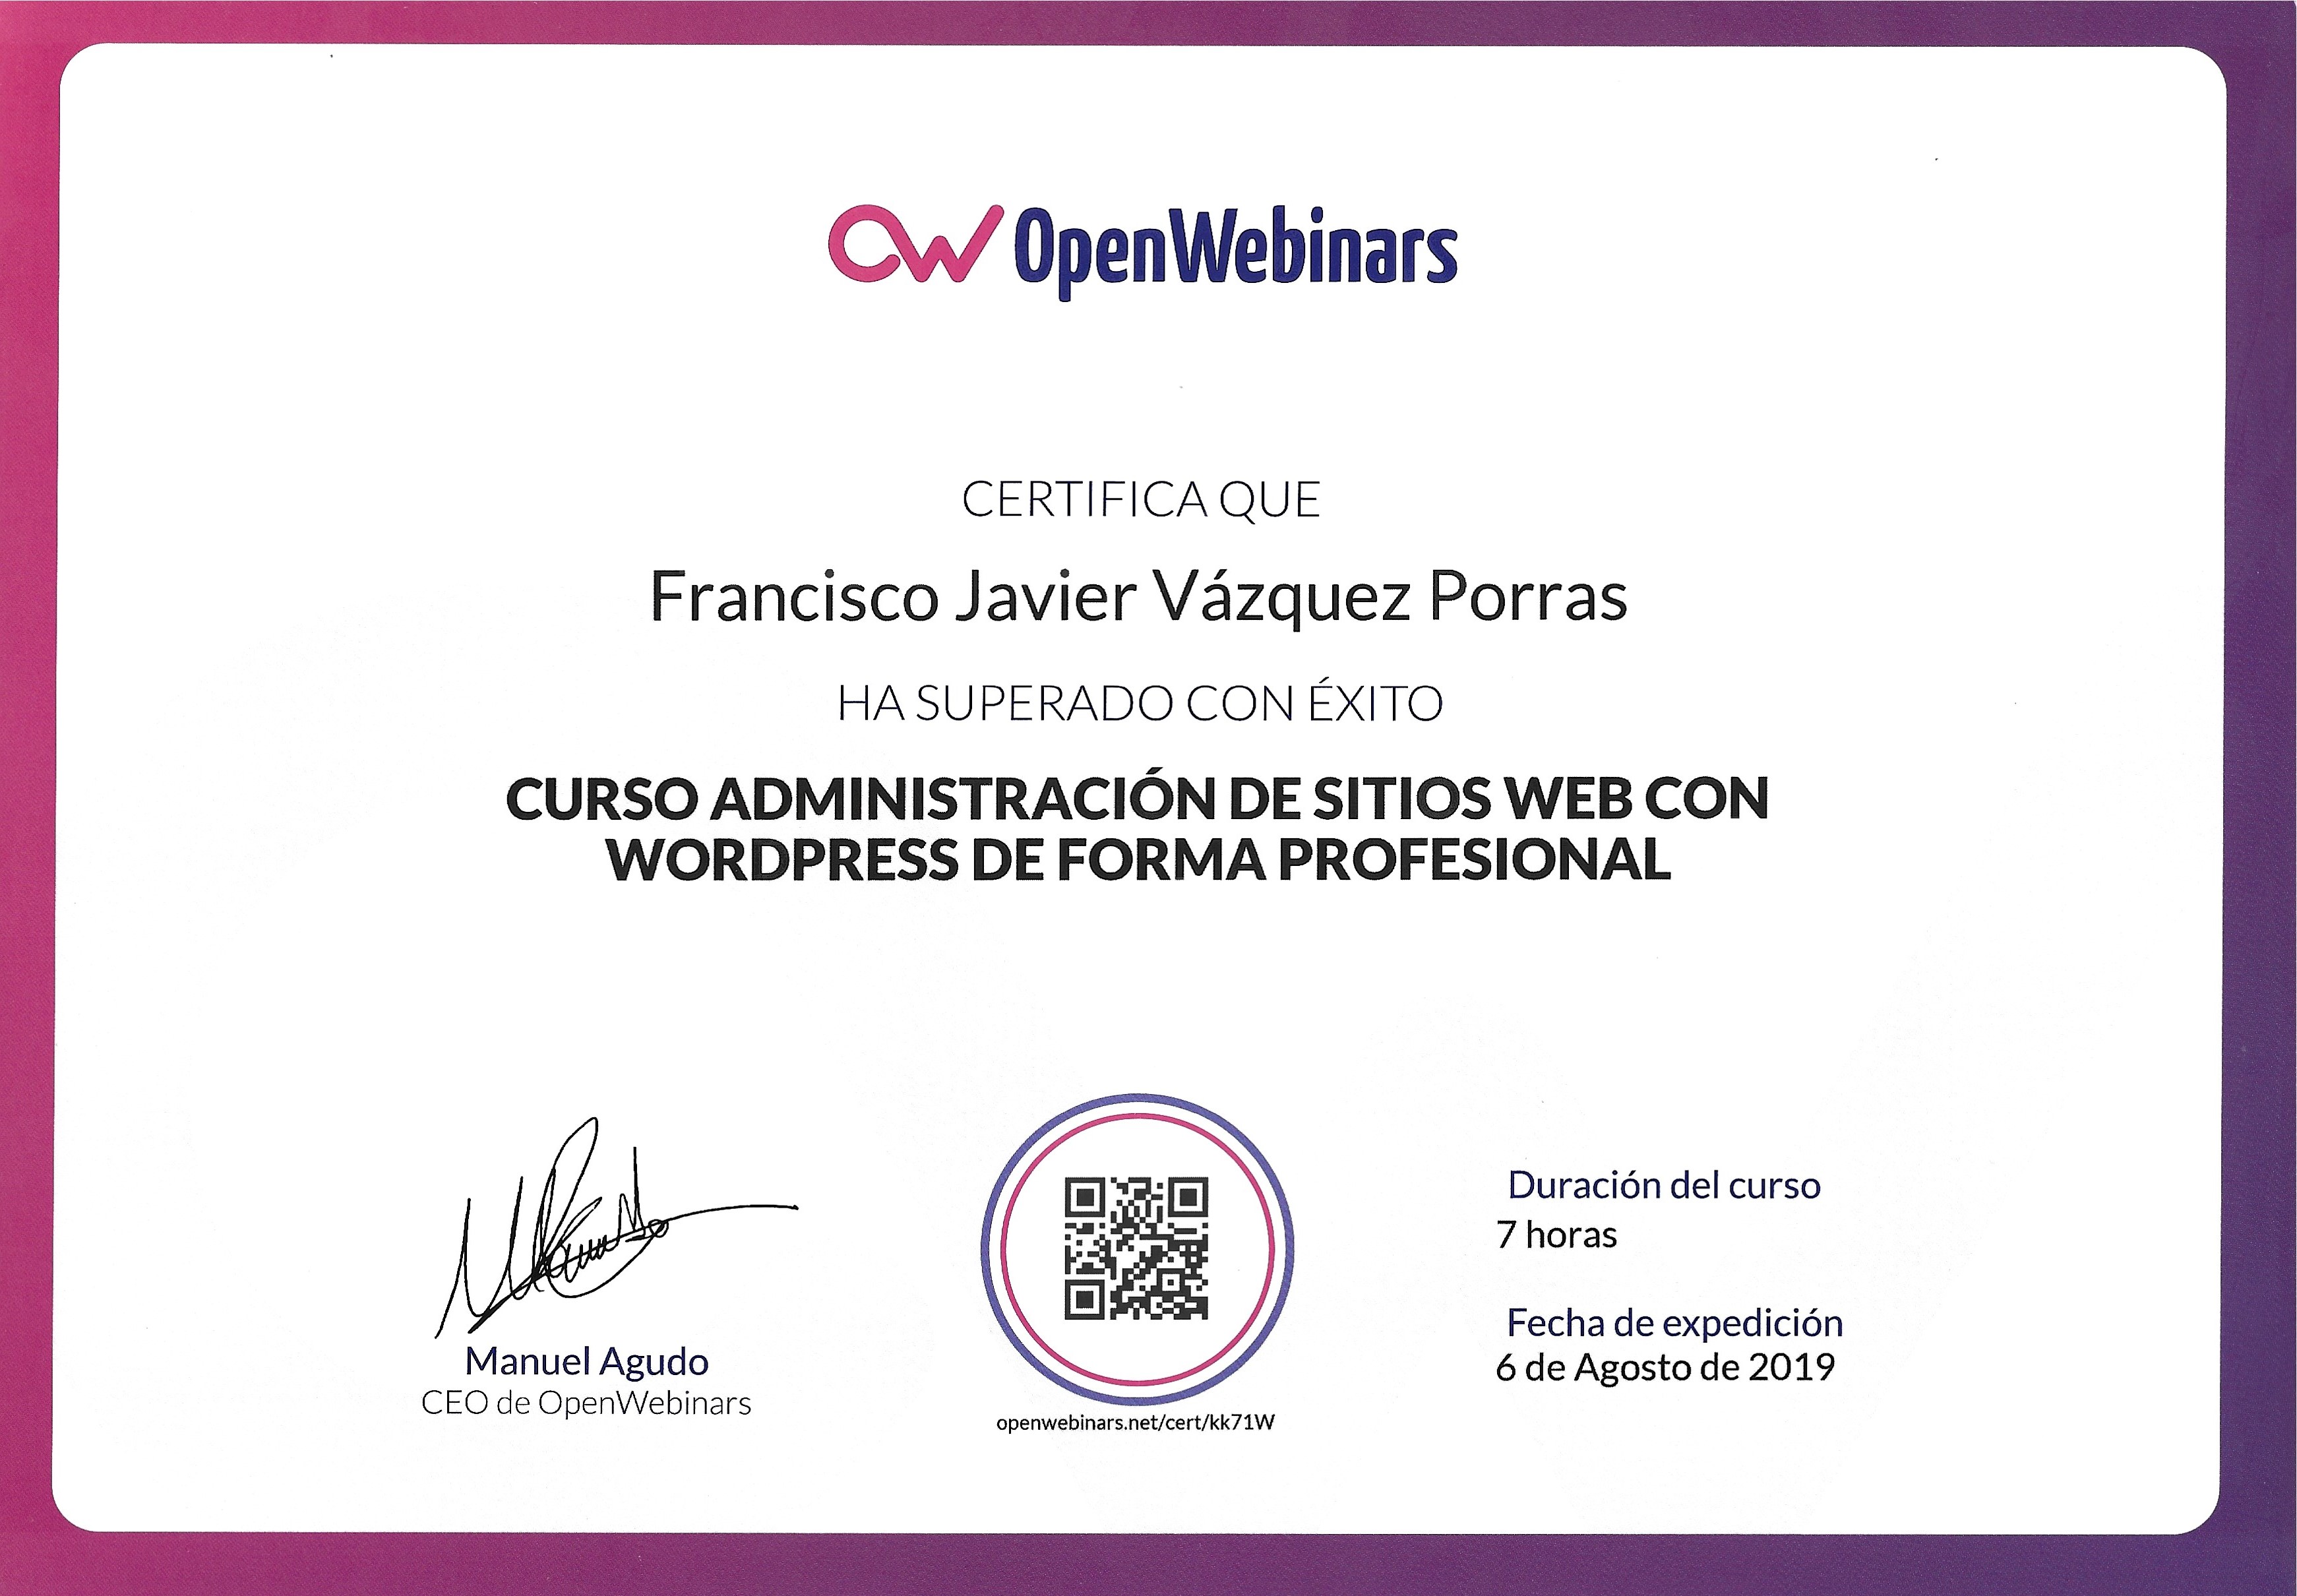 OpenWebinars
CERTIFICA QUE
Francisco Javier Vázquez Porras
HA SUPERADO CON ÉXITO
CURSO ADMINISTRACIÓN DE SITIOS WEB CON
WORDPRESS DE FORMA PROFESIONAL
Manuel Agudo
CEO de OpenWebinars
openwebinars.net/cert/kk71W
Duración del curso
7 horas
Fecha de expedición
6 de Agosto de 2019